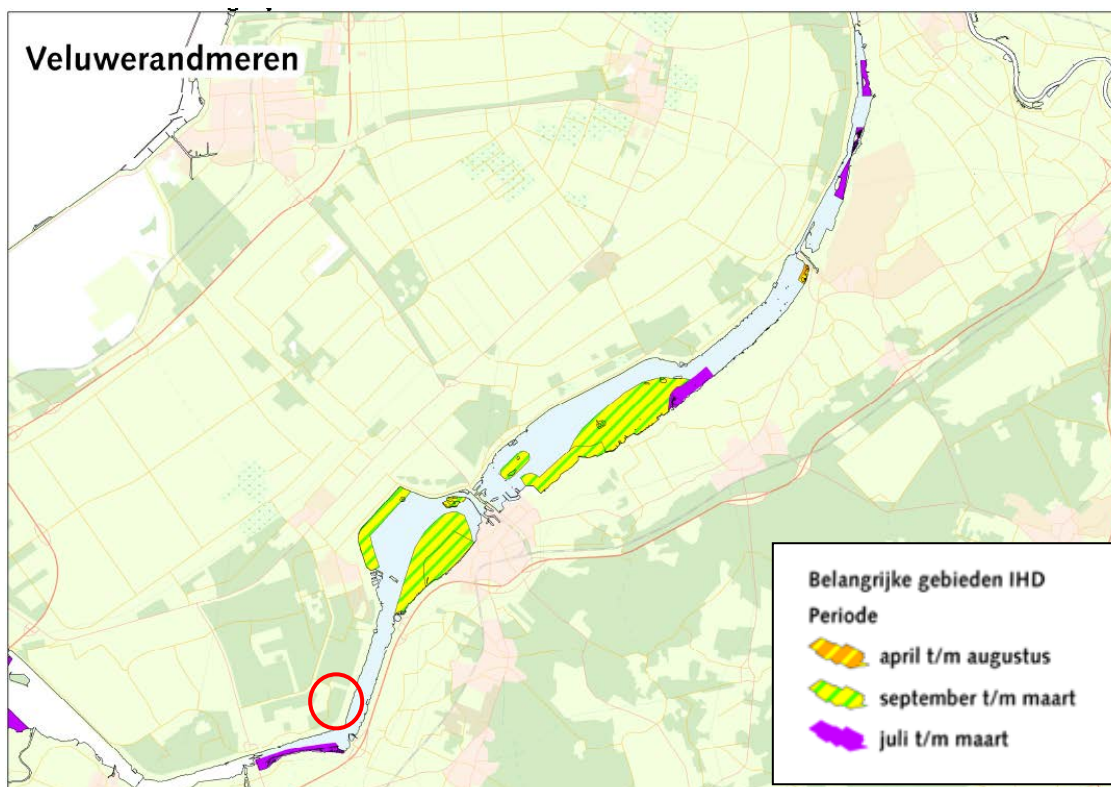 Veluwerandmeren
Belangrijke gebieden IHD
Periode
april t/m augustus
september t/m maart
juli t/m maart